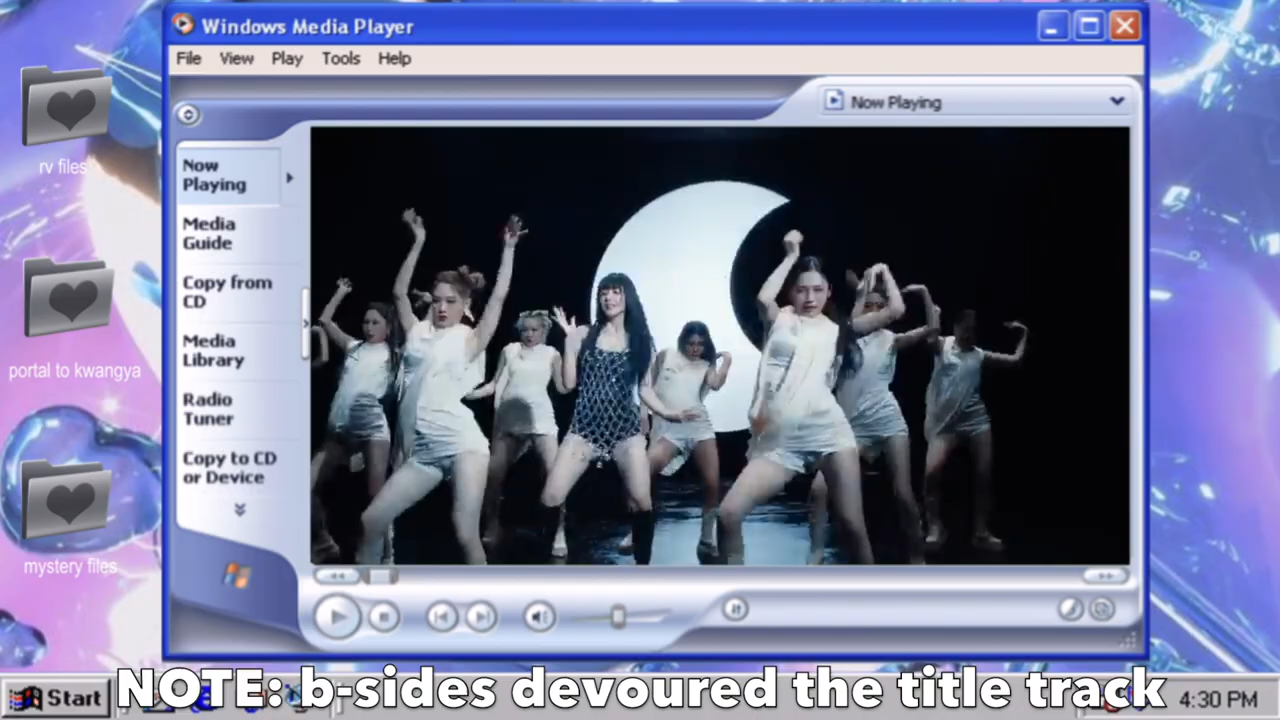 Windows Media Player
File View Play Tools Help
Now Playing
Now
Playing
Media
Guide
Copy from
CD
Media
Library
Radio
Tuner
Copy to CD
or Device
rv files
portal to kwangya
mystery files
NOTE: b-sides devoured the title track
Start
4:30 PM